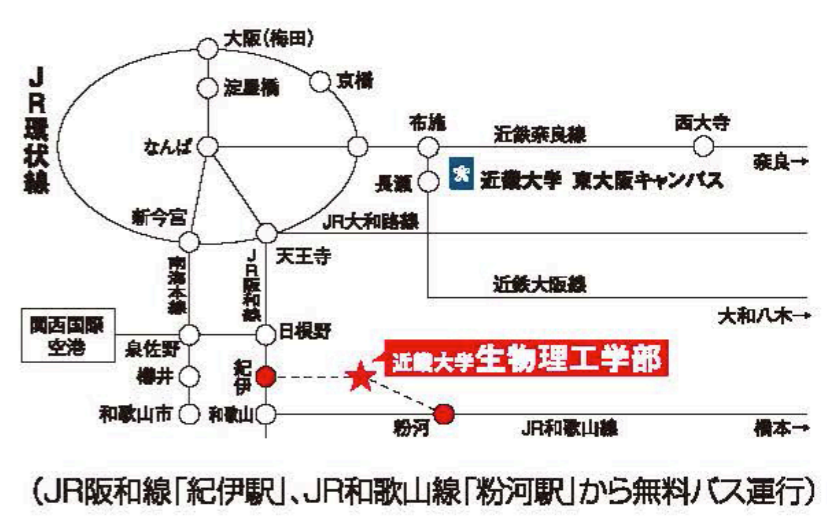 大阪(梅田)
JR環状線
淀屋橋
京橋
なんば
布施
近鉄奈良線
西大寺
奈良→
長瀬
近畿大学 東大阪キャンパス
新今宮
JR大和路線
天王寺
南海本線
JR阪和線
近鉄大阪線
大和八木→
関西国際
空港
泉佐野
日根野
近畿大学生物理工学部
樽井
紀伊
和歌山市
和歌山
粉河
JR和歌山線
橋本→
(JR阪和線「紀伊駅」、JR和歌山線「粉河駅」から無料バス運行)